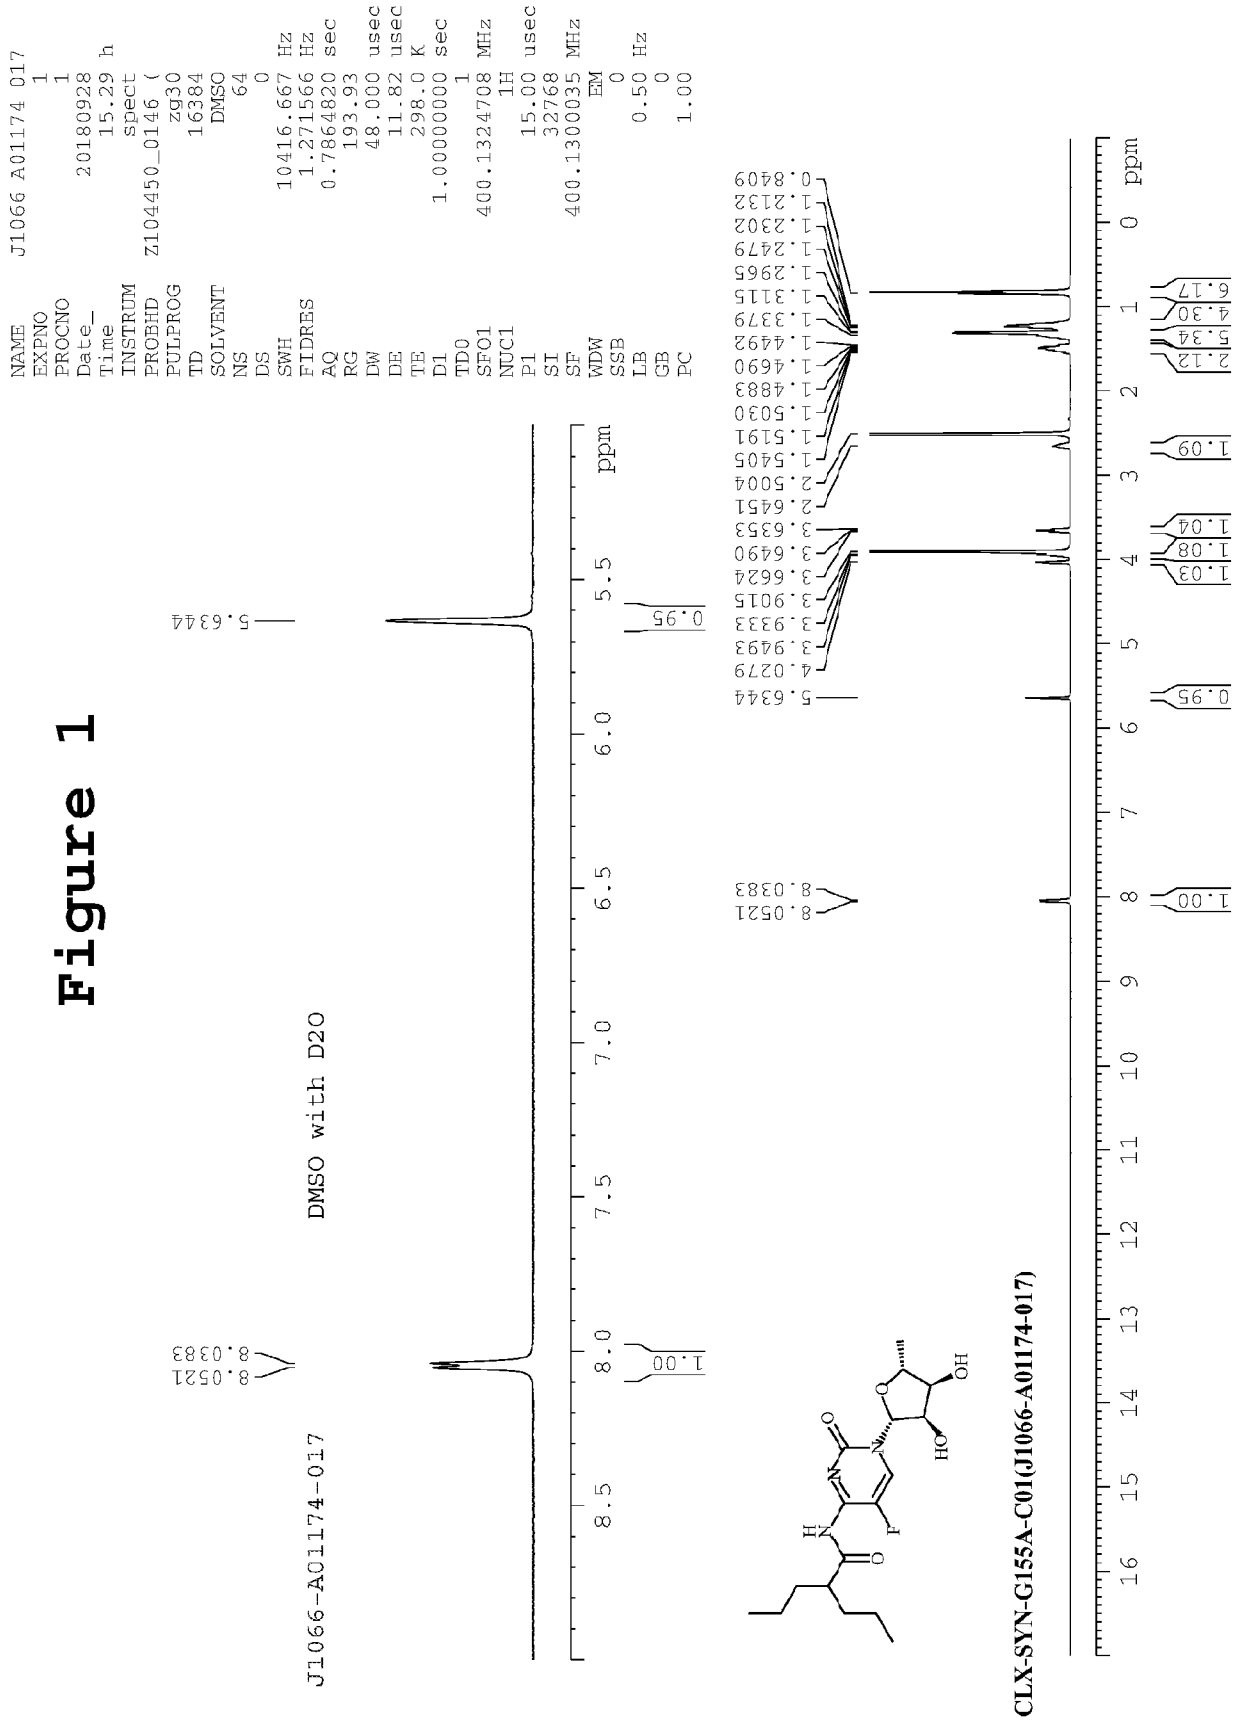 Figure 1
J1066-A01174-017
DMSO with D2O
8.0521
8.0383
5.6344
8.5 8.0 7.5 7.0 6.5 6.0 5.5 ppm
1.00
0.95
NAME J1066 A01174 017
EXPNO 1
PROCNO 1
Date_ 20180928
Time 15.29 h
INSTRUM spect
PROBHD Z104450_0146 (
PULPROG zg30
TD 16384
SOLVENT DMSO
NS 64
DS 0
SWH 10416.667 Hz
FIDRES 1.271566 Hz
AQ 0.7864820 sec
RG 193.93
DW 48.000 usec
DE 11.82 usec
TE 298.0 K
D1 1.00000000 sec
TD0 1
SFO1 400.1324708 MHz
NUC1 1H
P1 15.00 usec
SI 32768
SF 400.1300035 MHz
WDW EM
SSB 0
LB 0.50 Hz
GB 0
PC 1.00
8.0521
8.0383
5.6344
4.0279
3.9493
3.9333
3.9015
3.6624
3.6490
3.6353
2.6451
2.5004
1.5405
1.5191
1.5030
1.4883
1.4690
1.4492
1.3379
1.3115
1.2965
1.2479
1.2302
1.2132
0.8409
H
N
O
F
N
N
O
O
HO
OH
CLX-SYN-G155A-C01(J1066-A01174-017)
16 15 14 13 12 11 10 9 8 7 6 5 4 3 2 1 0 ppm
1.00
0.95
1.03
1.08
1.04
1.09
2.12
5.34
4.30
6.17